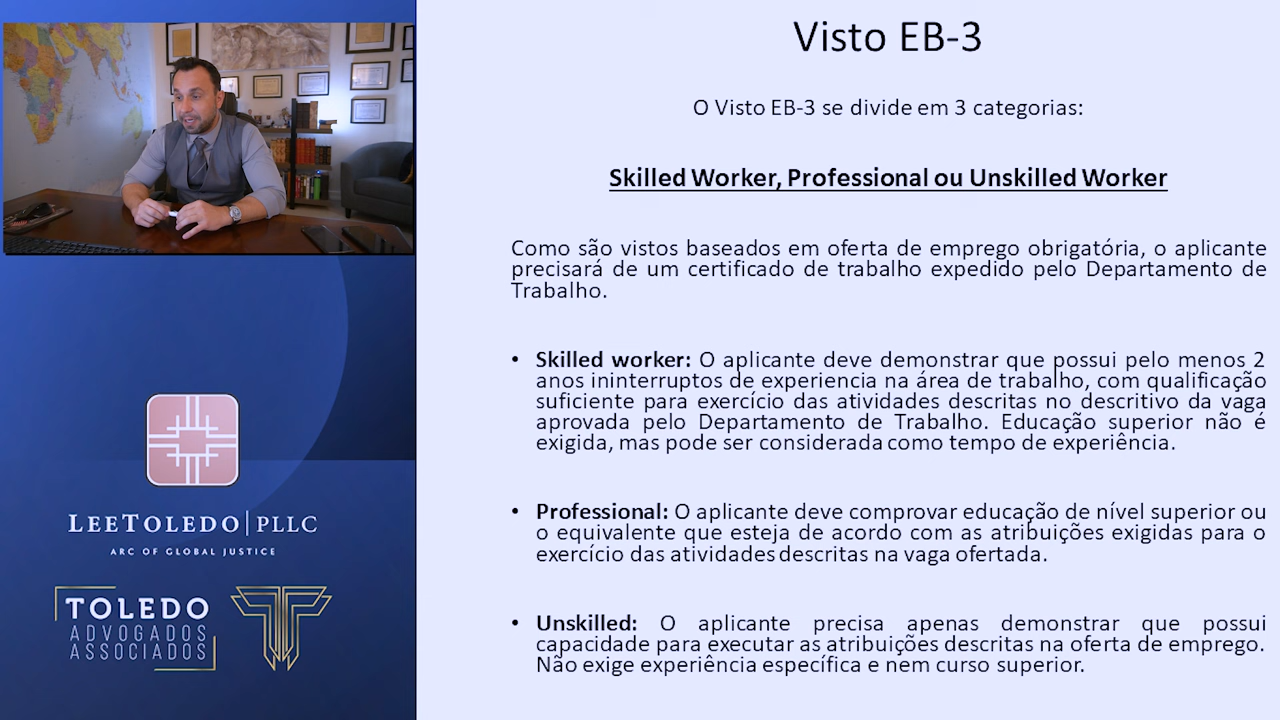 Visto EB-3
O Visto EB-3 se divide em 3 categorias:
Skilled Worker, Professional ou Unskilled Worker
Como são vistos baseados em oferta de emprego obrigatória, o aplicante
precisará de um certificado de trabalho expedido pelo Departamento de
Trabalho.
• Skilled worker: O aplicante deve demonstrar que possui pelo menos 2
anos ininterruptos de experiencia na área de trabalho, com qualificação
suficiente para exercício das atividades descritas no descritivo da vaga
aprovada pelo Departamento de Trabalho. Educação superior não é
exigida, mas pode ser considerada como tempo de experiência.
• Professional: O aplicante deve comprovar educação de nível superior ou
o equivalente que esteja de acordo com as atribuições exigidas para o
exercício das atividades descritas na vaga ofertada.
• Unskilled: O aplicante precisa apenas demonstrar que possui
capacidade para executar as atribuições descritas na oferta de emprego.
Não exige experiência específica e nem curso superior.
LEETOLEDO|PLLC
ARC OF GLOBAL JUSTICE
TOLEDO
ADVOGADOS
ASSOCIADOS